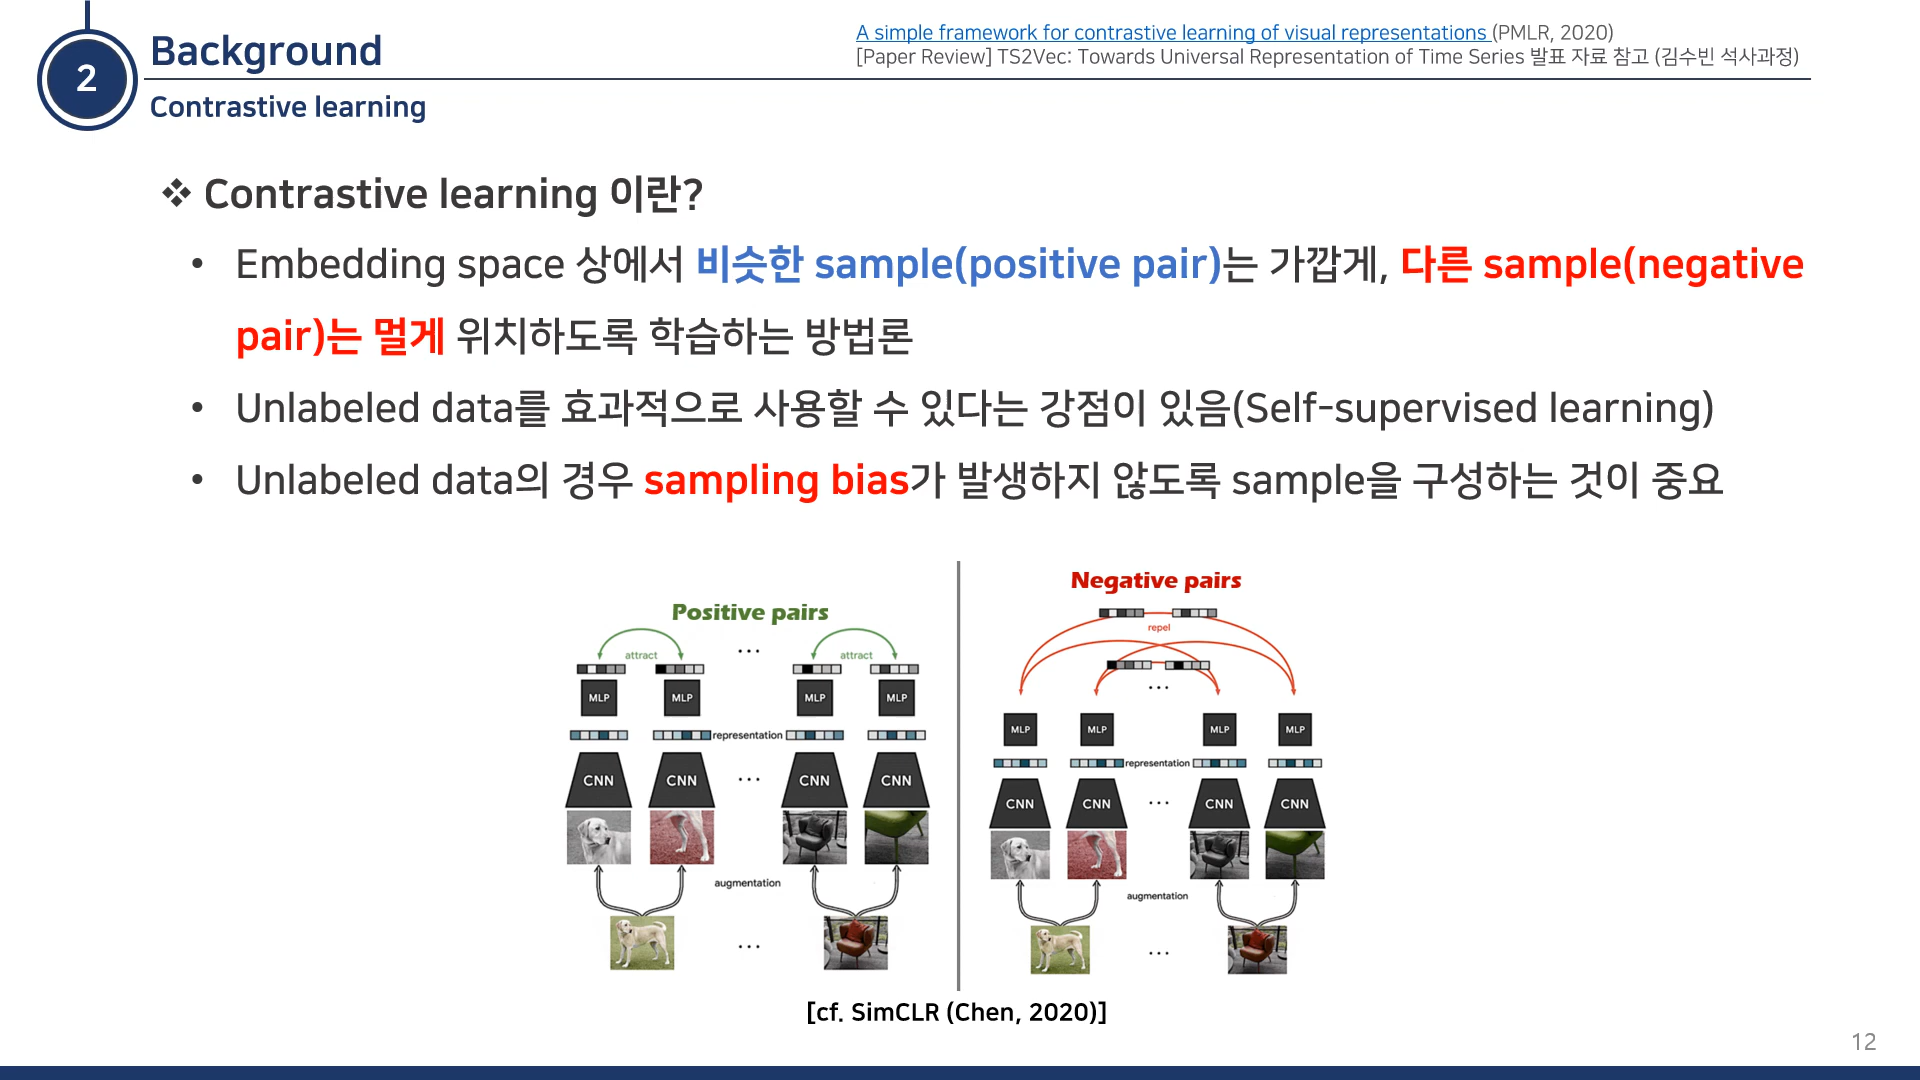 2
Background
Contrastive learning
A simple framework for contrastive learning of visual representations (PMLR, 2020)
[Paper Review] TS2Vec: Towards Universal Representation of Time Series 발표 자료 참고 (김수빈 석사과정)
❖ Contrastive learning 이란?
• Embedding space 상에서 비슷한 sample(positive pair)는 가깝게, 다른 sample(negative
pair)는 멀게 위치하도록 학습하는 방법론
• Unlabeled data를 효과적으로 사용할 수 있다는 강점이 있음(Self-supervised learning)
• Unlabeled data의 경우 sampling bias가 발생하지 않도록 sample을 구성하는 것이 중요
Positive pairs
attract ... attract
MLP MLP MLP MLP
representation
CNN CNN ... CNN CNN
augmentation
...
Negative pairs
repel
...
MLP MLP MLP MLP
representation
CNN CNN ... CNN CNN
augmentation
...
[cf. SimCLR (Chen, 2020)]
12